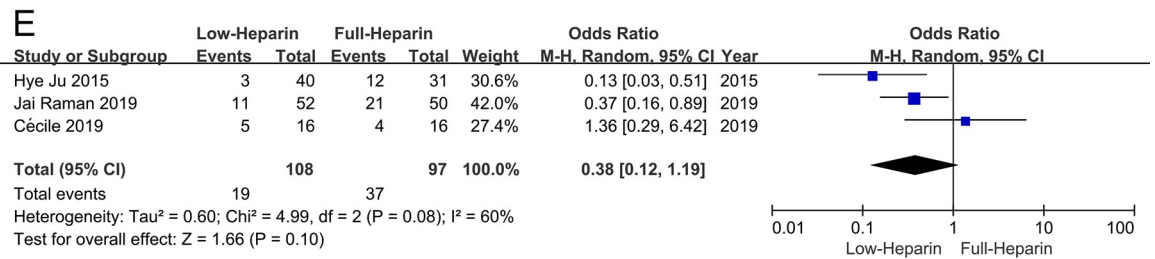 E
Low-Heparin Full-Heparin Odds Ratio Odds Ratio
Study or Subgroup Events Total Events Total Weight M-H, Random, 95% CI Year M-H, Random, 95% CI
Hye Ju 2015 3 40 12 31 30.6% 0.13 [0.03, 0.51] 2015
Jai Raman 2019 11 52 21 50 42.0% 0.37 [0.16, 0.89] 2019
Cécile 2019 5 16 4 16 27.4% 1.36 [0.29, 6.42] 2019
Total (95% CI) 108 97 100.0% 0.38 [0.12, 1.19]
Total events 19 37
Heterogeneity: Tau² = 0.60; Chi² = 4.99, df = 2 (P = 0.08); I² = 60%
Test for overall effect: Z = 1.66 (P = 0.10)
0.01 0.1 1 10 100
Low-Heparin Full-Heparin